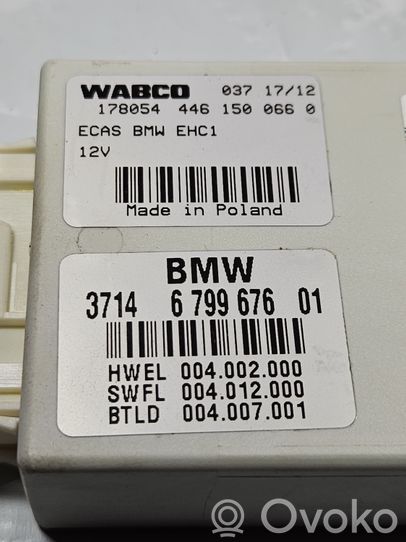 WABCO 037 17/12
178054 446 150 066 0
ECAS BMW EHC1
12V
Made in Poland
BMW
3714 6 799 676 01
HWEL 004.002.000
SWFL 004.012.000
BTLD 004.007.001
Ovoko